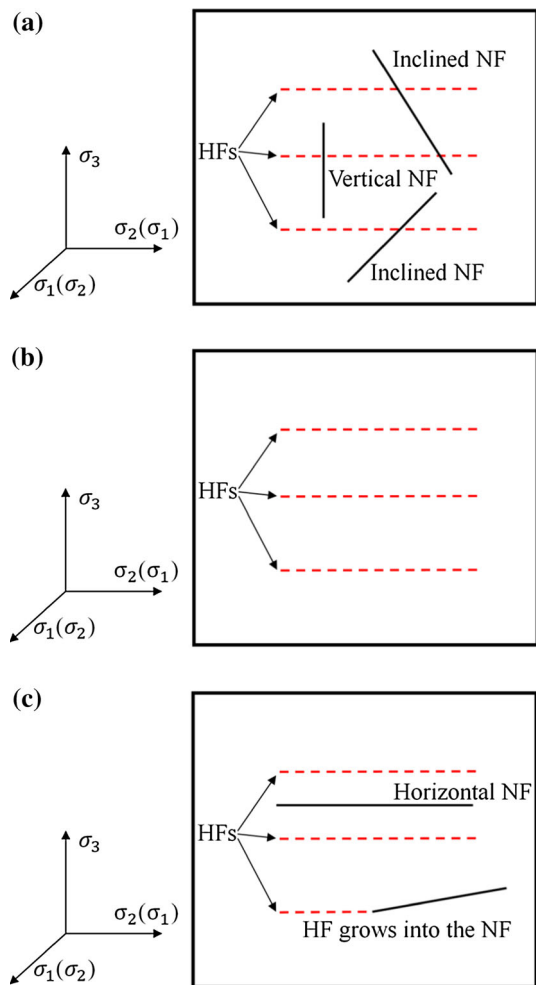 (a)
Inclined NF
HFs
σ₃
Vertical NF
σ₂(σ₁)
Inclined NF
σ₁(σ₂)
(b)
HFs
σ₃
σ₂(σ₁)
σ₁(σ₂)
(c)
Horizontal NF
HFs
σ₃
σ₂(σ₁)
HF grows into the NF
σ₁(σ₂)